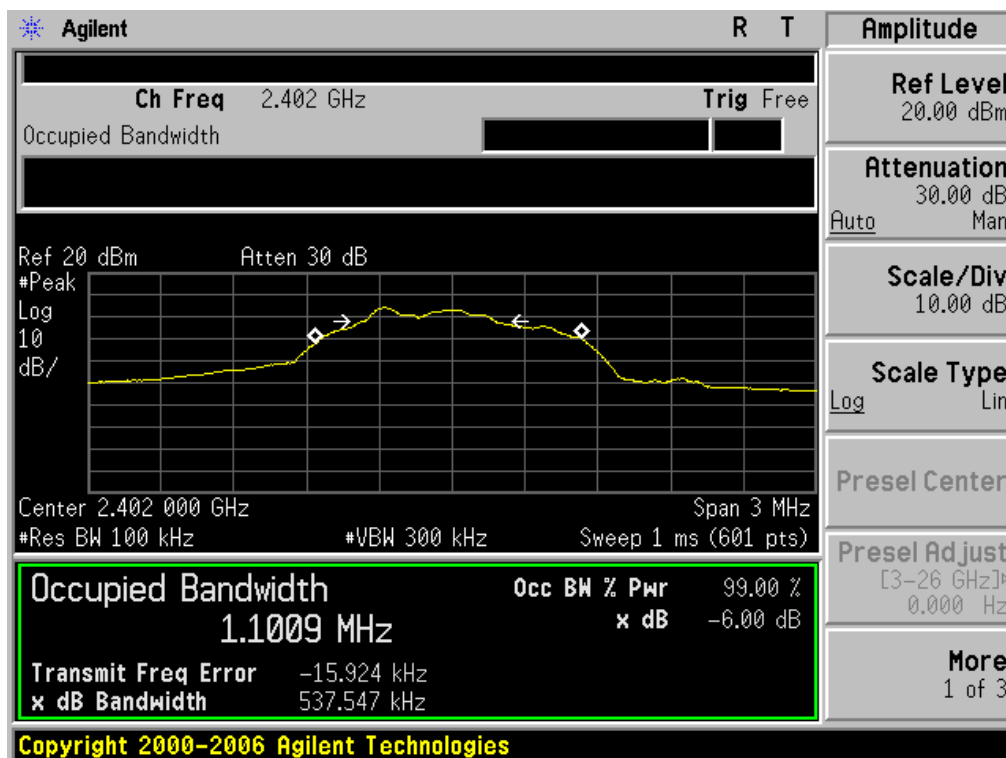 Agilent R T
Ch Freq 2.402 GHz Trig Free
Occupied Bandwidth
Ref 20 dBm Atten 30 dB
#Peak
Log
10
dB/
Center 2.402 000 GHz Span 3 MHz
#Res BW 100 kHz #VBW 300 kHz Sweep 1 ms (601 pts)
Occupied Bandwidth
1.1009 MHz
Occ BW % Pwr 99.00 %
x dB -6.00 dB
Transmit Freq Error -15.924 kHz
x dB Bandwidth 537.547 kHz
Copyright 2000-2006 Agilent Technologies
Amplitude
Ref Level
20.00 dBm
Attenuation
30.00 dB
Auto Man
Scale/Div
10.00 dB
Scale Type
Log Lin
Presel Center
Presel Adjust
[3-26 GHz]
0.000 Hz
More
1 of 3